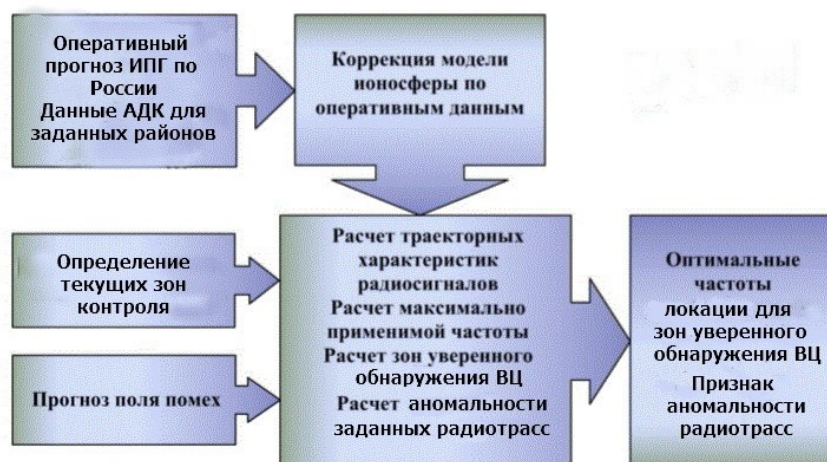 Оперативный
прогноз ИПГ по
России
Данные АДК для
заданных районов
Коррекция модели
ионосферы по
оперативным данным
Определение
текущих зон
контроля
Прогноз поля помех
Расчет траекторных
характеристик
радиосигналов
Расчет максимально
применимой частоты
Расчет зон уверенного
обнаружения ВЦ
Расчет аномальности
заданных радиотрасс
Оптимальные
частоты
локации для
зон уверенного
обнаружения ВЦ
Признак
аномальности
радиотрасс